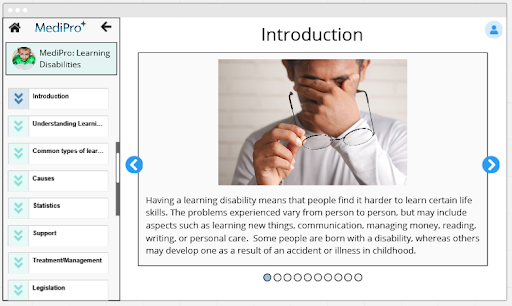 MediPro+
MediPro: Learning
Disabilities
Introduction
Understanding Learni...
Common types of lear...
Causes
Statistics
Support
Treatment/Management
Legislation
Introduction
Having a learning disability means that people find it harder to learn certain life
skills. The problems experienced vary from person to person, but may include
aspects such as learning new things, communication, managing money, reading,
writing, or personal care. Some people are born with a disability, whereas others
may develop one as a result of an accident or illness in childhood.